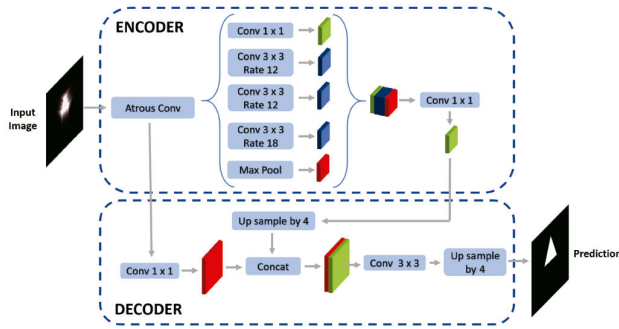 ENCODER
Conv 1 x 1
Conv 3 x 3
Rate 12
Conv 3 x 3
Rate 12
Conv 3 x 3
Rate 18
Max Pool
Input
Image
Atrous Conv
Conv 1 x 1
Up sample by 4
Conv 1 x 1
Concat
Conv 3 x 3
Up sample
by 4
Prediction
DECODER